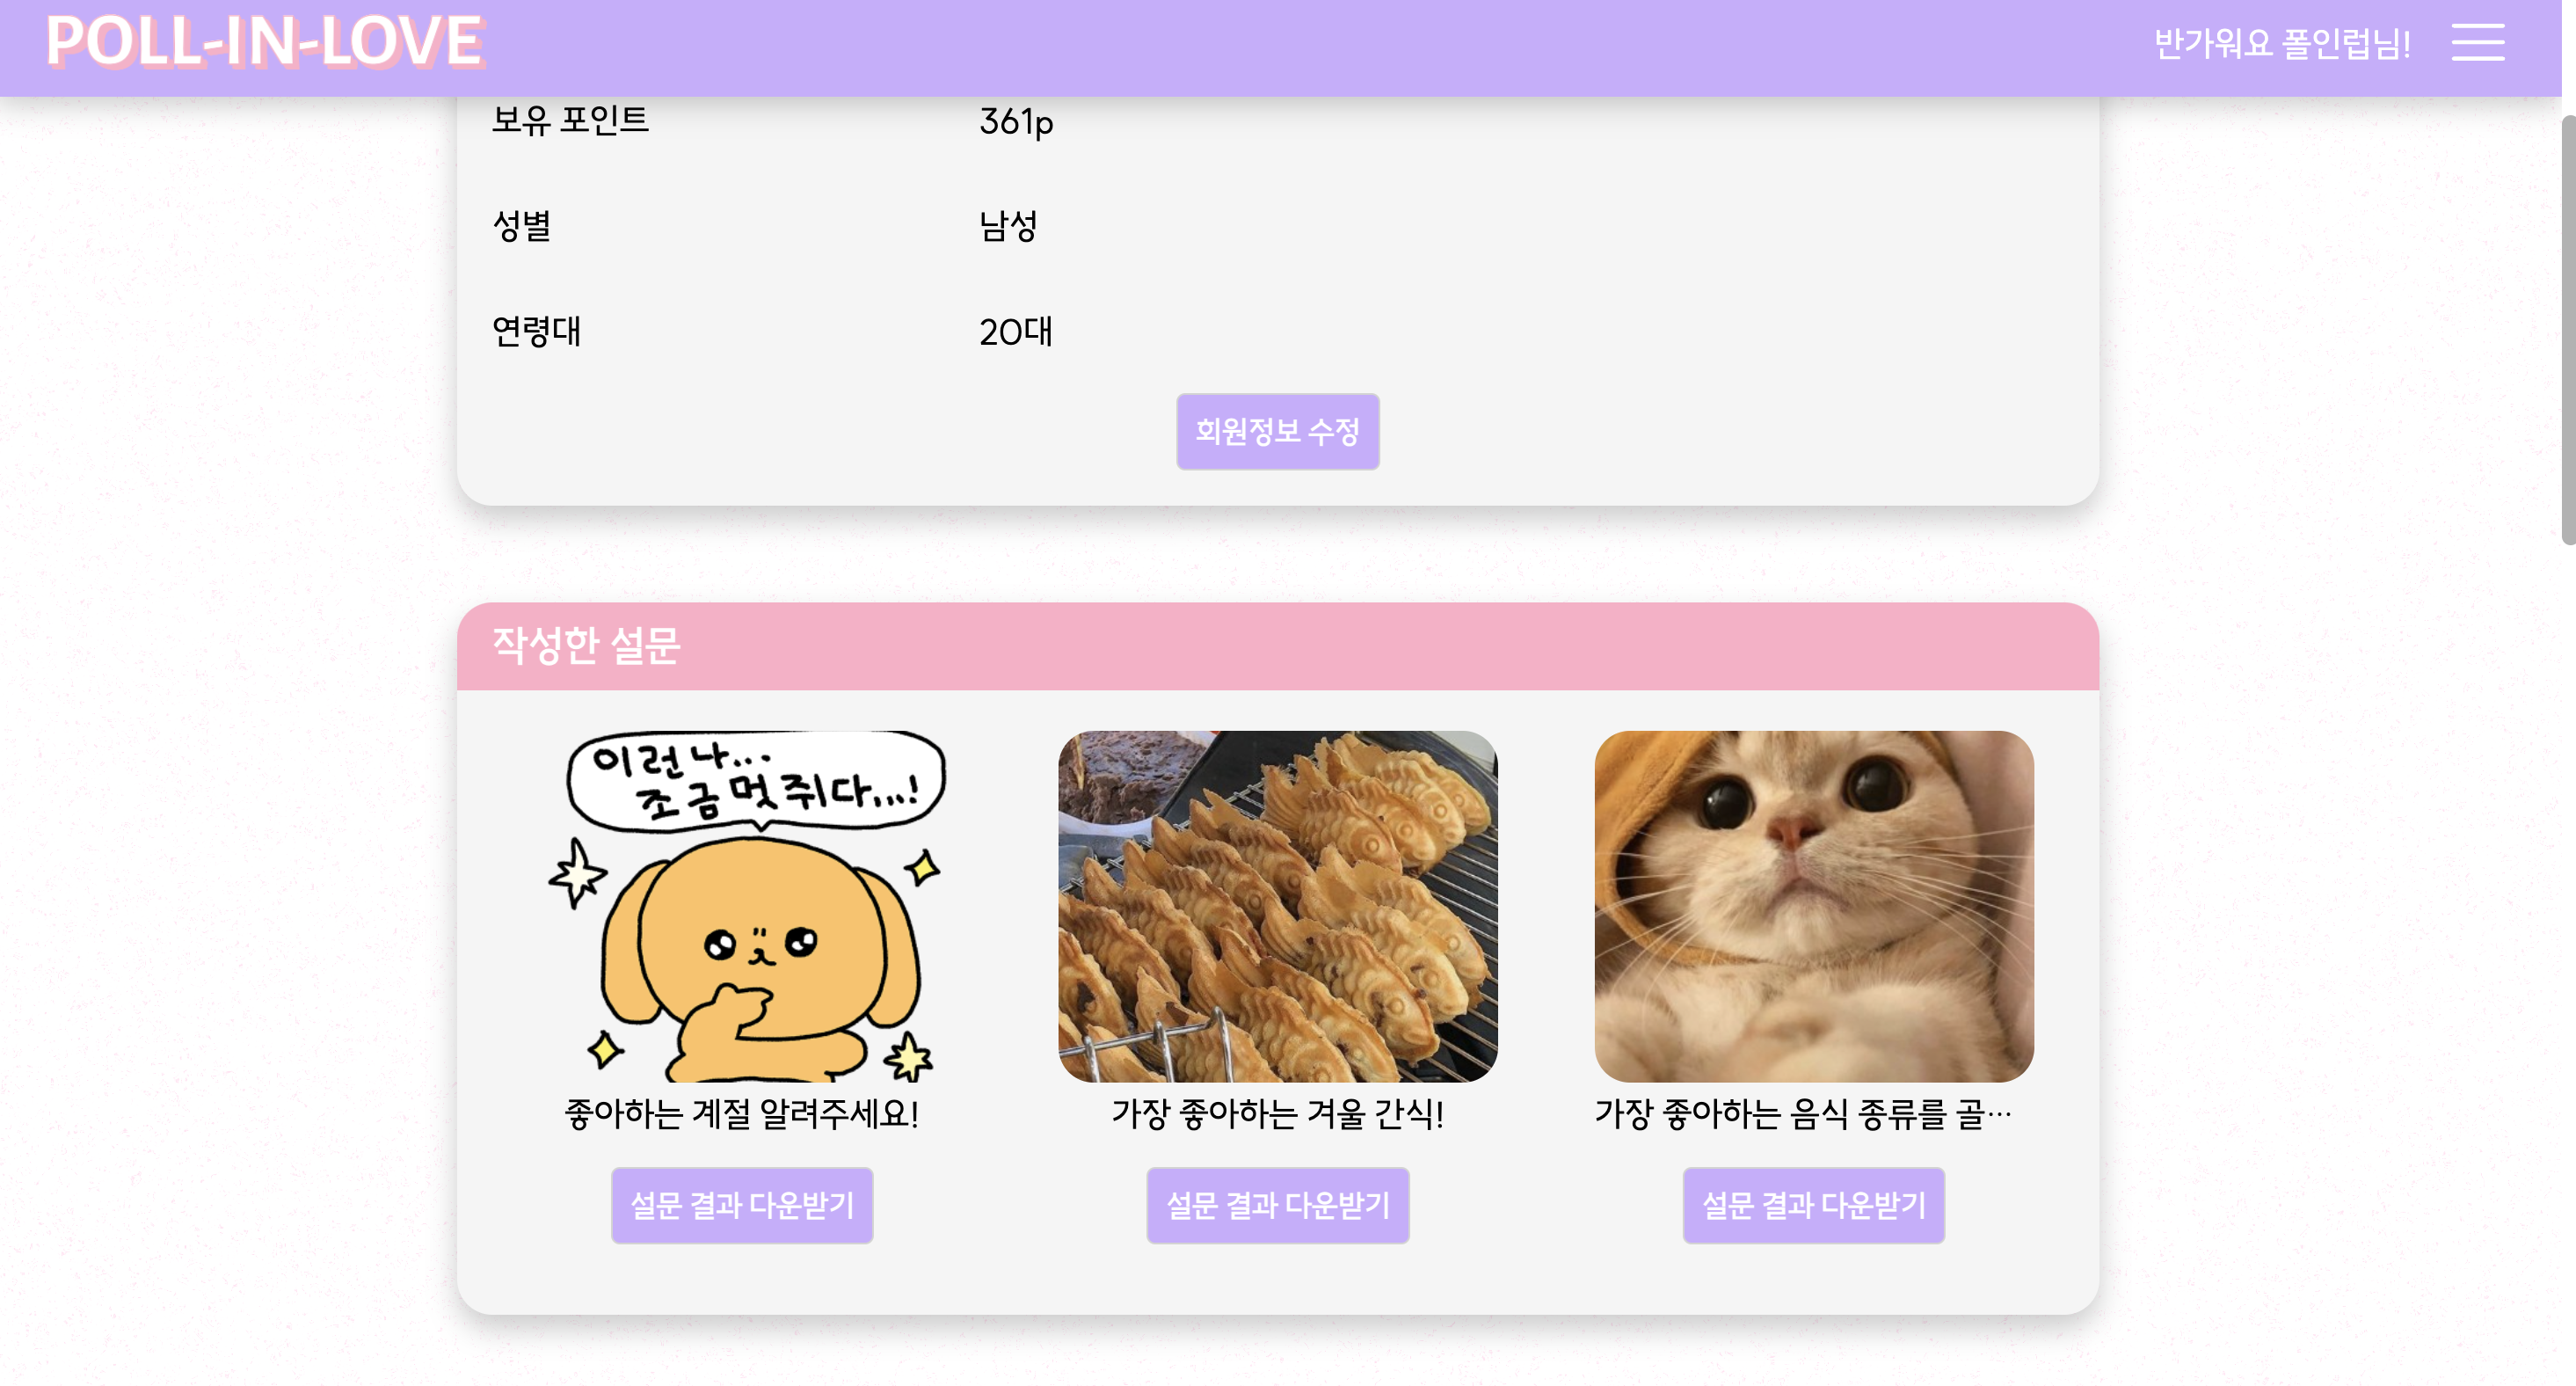 POLL-IN-LOVE
반가워요 폴인럽님!
보유 포인트 361p
성별 남성
연령대 20대
회원정보 수정
작성한 설문
이런 나...
조금 멋쥐다...!
좋아하는 계절 알려주세요!
가장 좋아하는 겨울 간식!
가장 좋아하는 음식 종류를 골…
설문 결과 다운받기
설문 결과 다운받기
설문 결과 다운받기